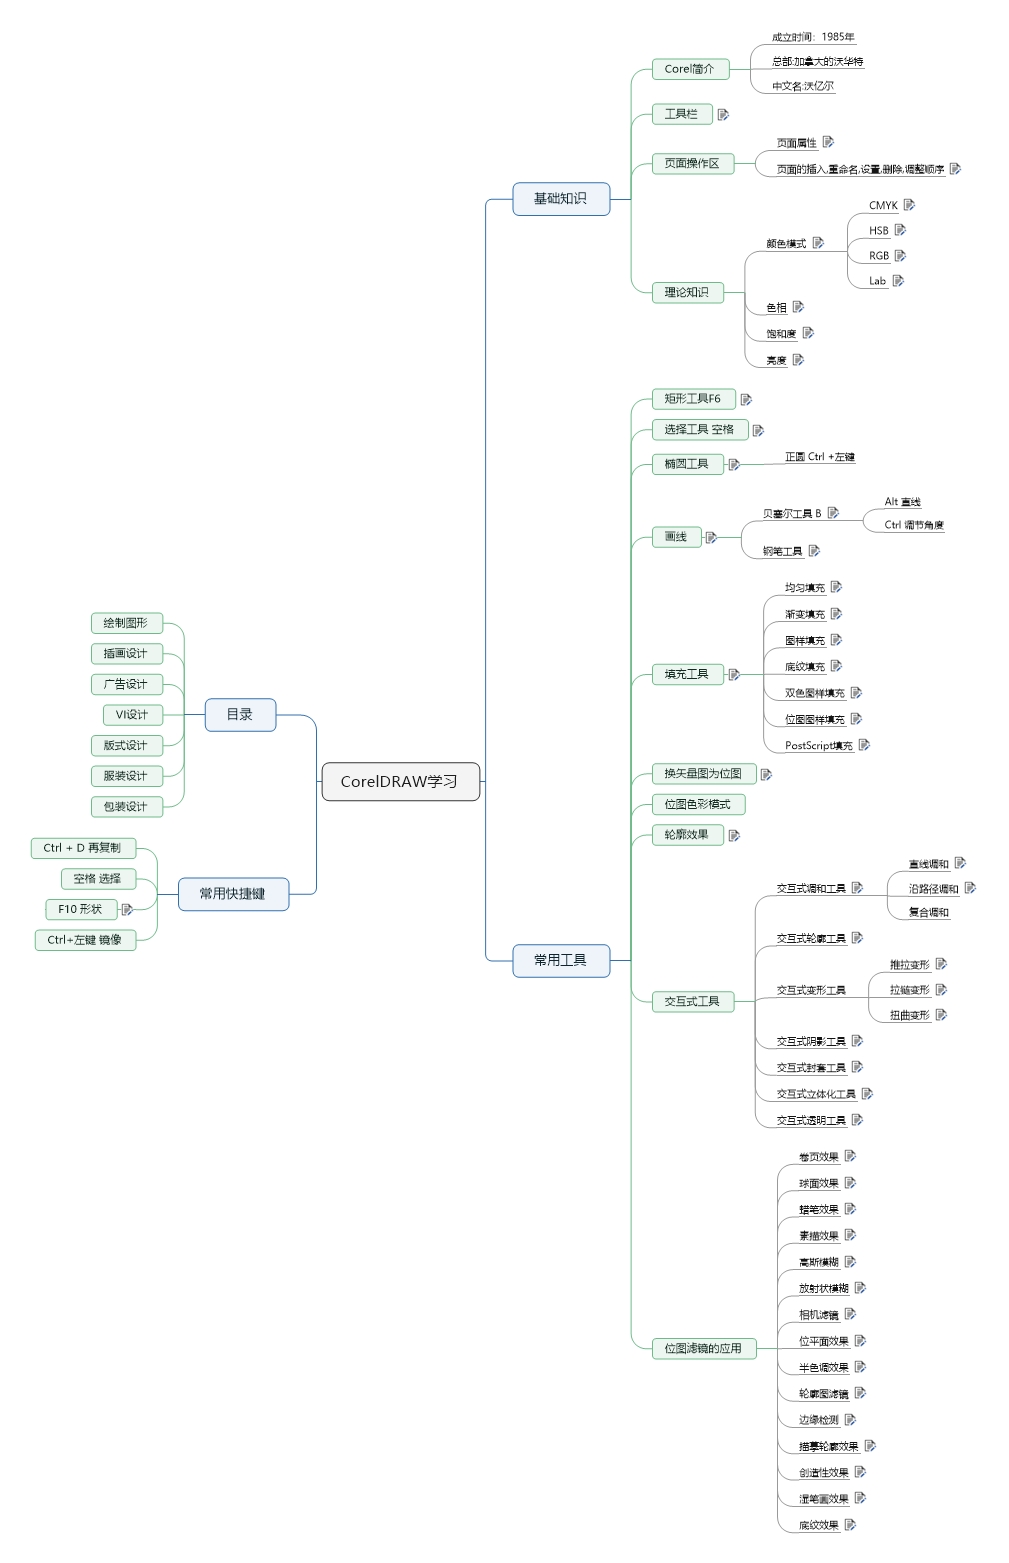 CorelDRAW学习
基础知识
Corel简介
成立时间：1985年
总部:加拿大的沃华特
中文名:沃亿尔
工具栏
页面操作区
页面属性
页面的插入,重命名,设置,删除,调整顺序
理论知识
颜色模式
CMYK
HSB
RGB
Lab
色相
饱和度
亮度
常用工具
矩形工具F6
选择工具 空格
椭圆工具
正圆 Ctrl +左键
画线
贝塞尔工具 B
Alt 直线
Ctrl 调节角度
钢笔工具
填充工具
均匀填充
渐变填充
图样填充
底纹填充
双色图样填充
位图图样填充
PostScript填充
换矢量图为位图
位图色彩模式
轮廓效果
交互式工具
交互式调和工具
直线调和
沿路径调和
复合调和
交互式轮廓工具
交互式变形工具
推拉变形
拉链变形
扭曲变形
交互式阴影工具
交互式封套工具
交互式立体化工具
交互式透明工具
位图滤镜的应用
卷页效果
球面效果
蜡笔效果
素描效果
高斯模糊
放射状模糊
相机滤镜
位平面效果
半色调效果
轮廓图滤镜
边缘检测
描摹轮廓效果
创造性效果
湿笔画效果
底纹效果
目录
绘制图形
插画设计
广告设计
VI设计
版式设计
服装设计
包装设计
常用快捷键
Ctrl + D 再复制
空格 选择
F10 形状
Ctrl+左键 镜像